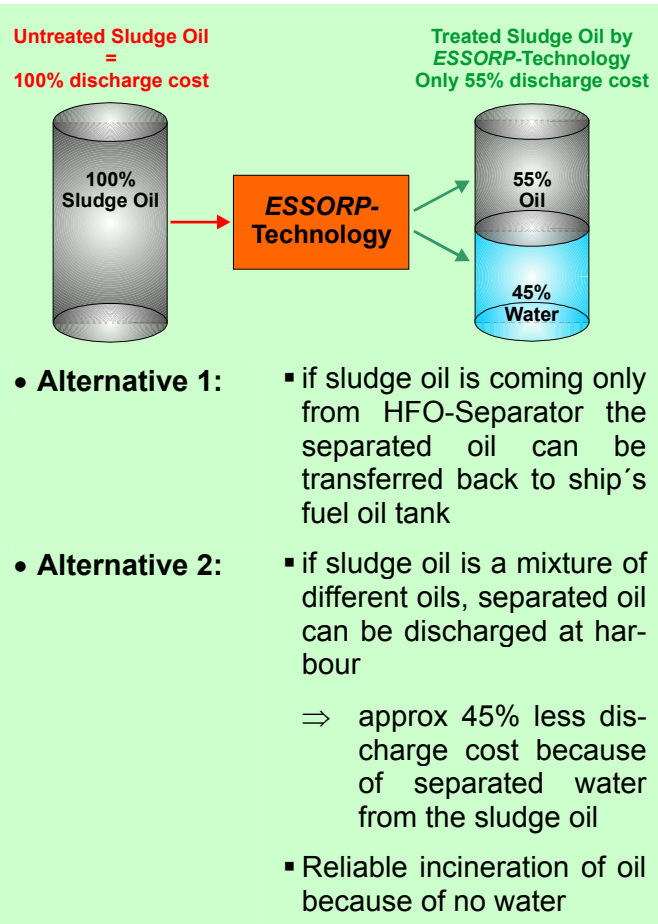 Untreated Sludge Oil
=
100% discharge cost
Treated Sludge Oil by
ESSORP-Technology
Only 55% discharge cost
100%
Sludge Oil
ESSORP-
Technology
55%
Oil
45%
Water
• Alternative 1:
▪ if sludge oil is coming only
from HFO-Separator the
separated oil can be
transferred back to ship´s
fuel oil tank
• Alternative 2:
▪ if sludge oil is a mixture of
different oils, separated oil
can be discharged at har-
bour
⇒ approx 45% less dis-
charge cost because
of separated water
from the sludge oil
▪ Reliable incineration of oil
because of no water